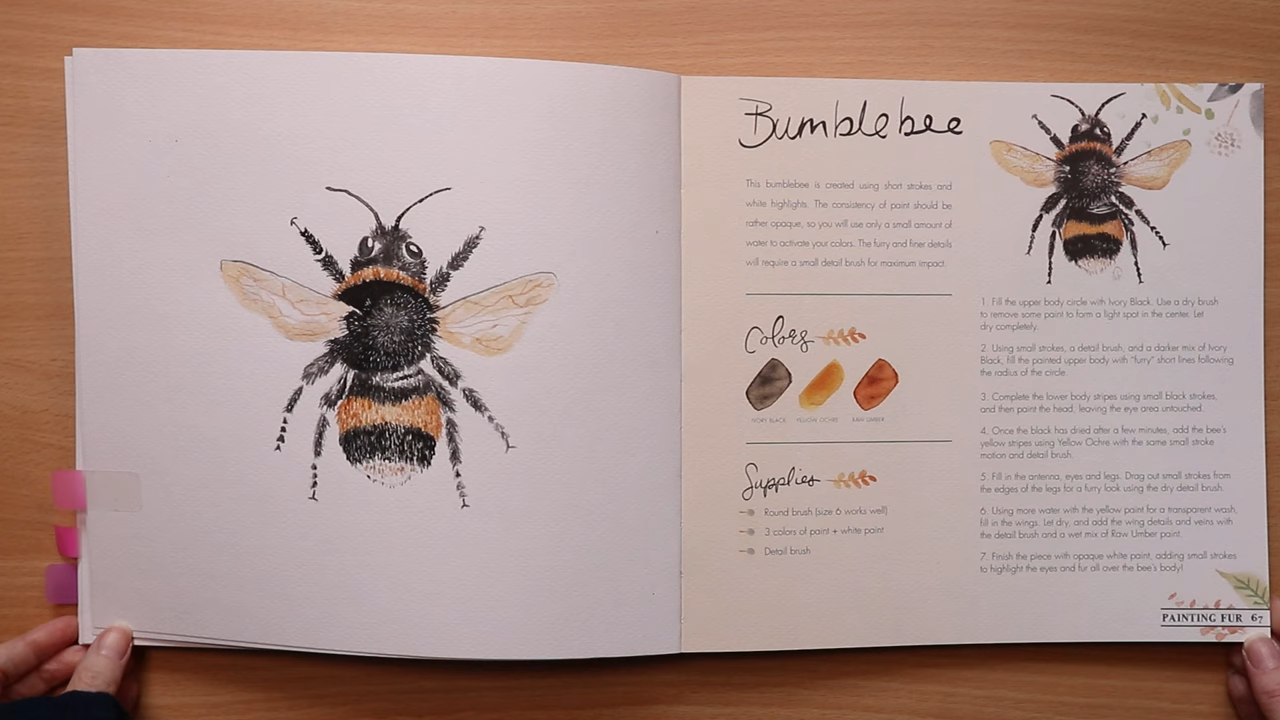 Bumblebee
This bumblebee is created using short strokes and
white highlights. The consistency of paint should be
rather opaque, so you will use only a small amount of
water to activate your colors. The furry and finer details
will require a small detail brush for maximum impact.
Colors
IVORY BLACK YELLOW OCHRE RAW UMBER
Supplies
Round brush (size 6 works well)
3 colors of paint + white paint
Detail brush
1. Fill the upper body circle with Ivory Black. Use a dry brush
to remove some paint to form a light spot in the center. Let
dry completely.
2. Using small strokes, a detail brush, and a darker mix of Ivory
Black, fill the painted upper body with "furry" short lines following
the radius of the circle.
3. Complete the lower body stripes using small black strokes,
and then paint the head, leaving the eye area untouched.
4. Once the black has dried after a few minutes, add the bee's
yellow stripes using Yellow Ochre with the same small stroke
motion and detail brush.
5. Fill in the antenna, eyes and legs. Drag out small strokes from
the edges of the legs for a furry look using the dry detail brush.
6. Using more water with the yellow paint for a transparent wash,
fill in the wings. Let dry, and add the wing details and veins with
the detail brush and a wet mix of Raw Umber paint.
7. Finish the piece with opaque white paint, adding small strokes
to highlight the eyes and fur all over the bee's body!
PAINTING FUR 67